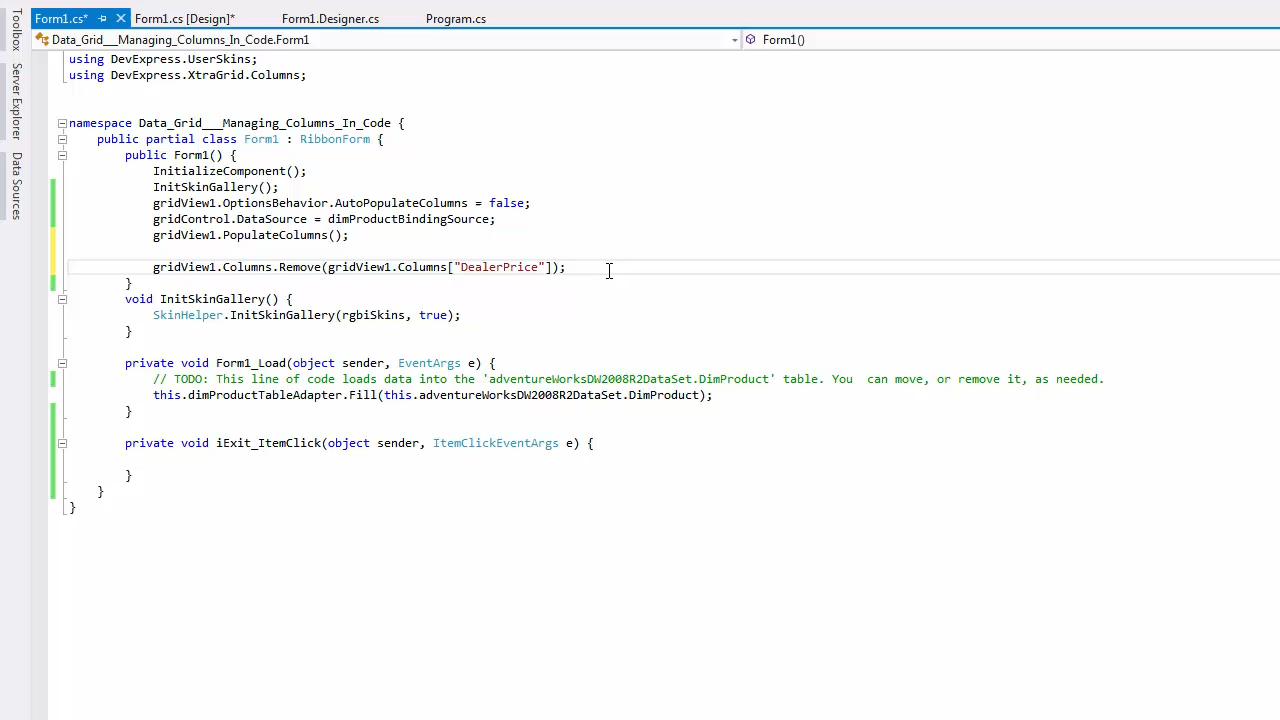 Form1.cs* Form1.cs [Design]* Form1.Designer.cs Program.cs
Data_Grid___Managing_Columns_In_Code.Form1 Form1()
Toolbox
Server Explorer
Data Sources
using DevExpress.UserSkins;
using DevExpress.XtraGrid.Columns;
namespace Data_Grid___Managing_Columns_In_Code {
public partial class Form1 : RibbonForm {
public Form1() {
InitializeComponent();
InitSkinGallery();
gridView1.OptionsBehavior.AutoPopulateColumns = false;
gridControl.DataSource = dimProductBindingSource;
gridView1.PopulateColumns();
gridView1.Columns.Remove(gridView1.Columns["DealerPrice"]);
}
void InitSkinGallery() {
SkinHelper.InitSkinGallery(rgbiSkins, true);
}
private void Form1_Load(object sender, EventArgs e) {
// TODO: This line of code loads data into the 'adventureWorksDW2008R2DataSet.DimProduct' table. You  can move, or remove it, as needed.
this.dimProductTableAdapter.Fill(this.adventureWorksDW2008R2DataSet.DimProduct);
}
private void iExit_ItemClick(object sender, ItemClickEventArgs e) {
}
}
}